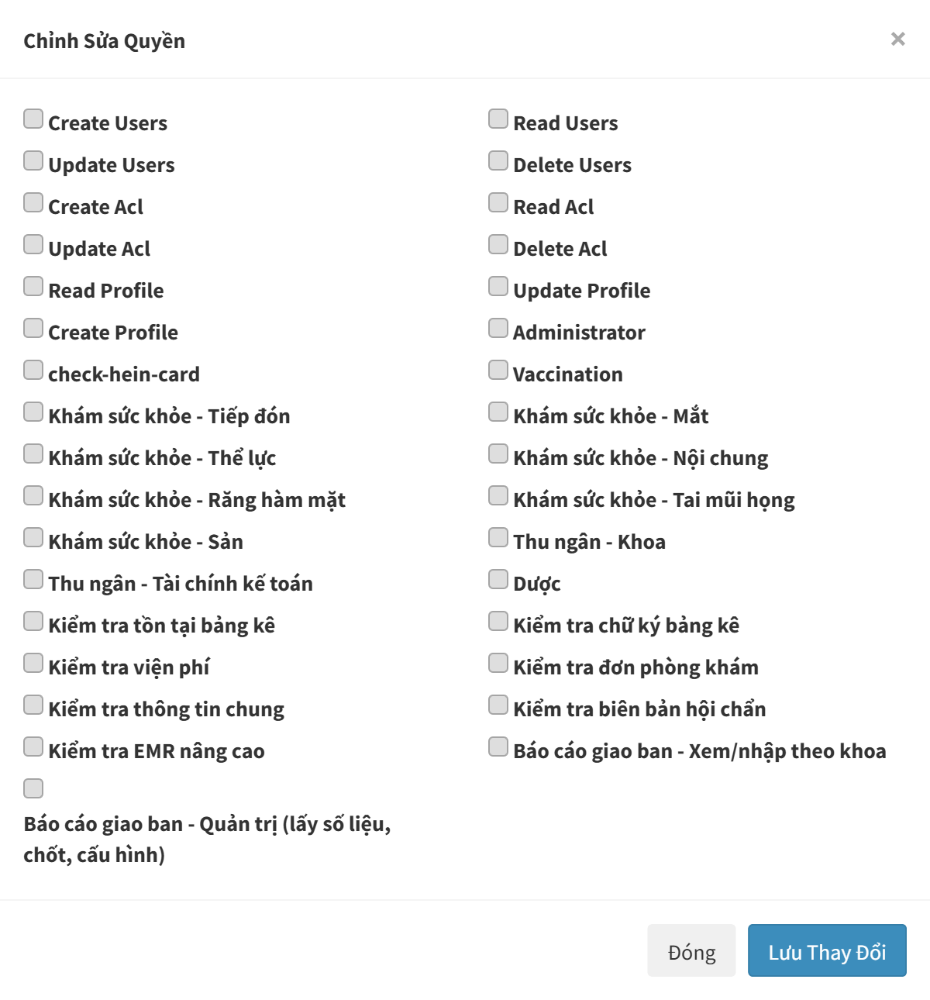 Chỉnh Sửa Quyền
×
Create Users
Read Users
Update Users
Delete Users
Create Acl
Read Acl
Update Acl
Delete Acl
Read Profile
Update Profile
Create Profile
Administrator
check-hein-card
Vaccination
Khám sức khỏe - Tiếp đón
Khám sức khỏe - Mắt
Khám sức khỏe - Thể lực
Khám sức khỏe - Nội chung
Khám sức khỏe - Răng hàm mặt
Khám sức khỏe - Tai mũi họng
Khám sức khỏe - Sản
Thu ngân - Khoa
Thu ngân - Tài chính kế toán
Dược
Kiểm tra tồn tại bảng kê
Kiểm tra chữ ký bảng kê
Kiểm tra viện phí
Kiểm tra đơn phòng khám
Kiểm tra thông tin chung
Kiểm tra biên bản hội chẩn
Kiểm tra EMR nâng cao
Báo cáo giao ban - Xem/nhập theo khoa
Báo cáo giao ban - Quản trị (lấy số liệu,
chốt, cấu hình)
Đóng
Lưu Thay Đổi